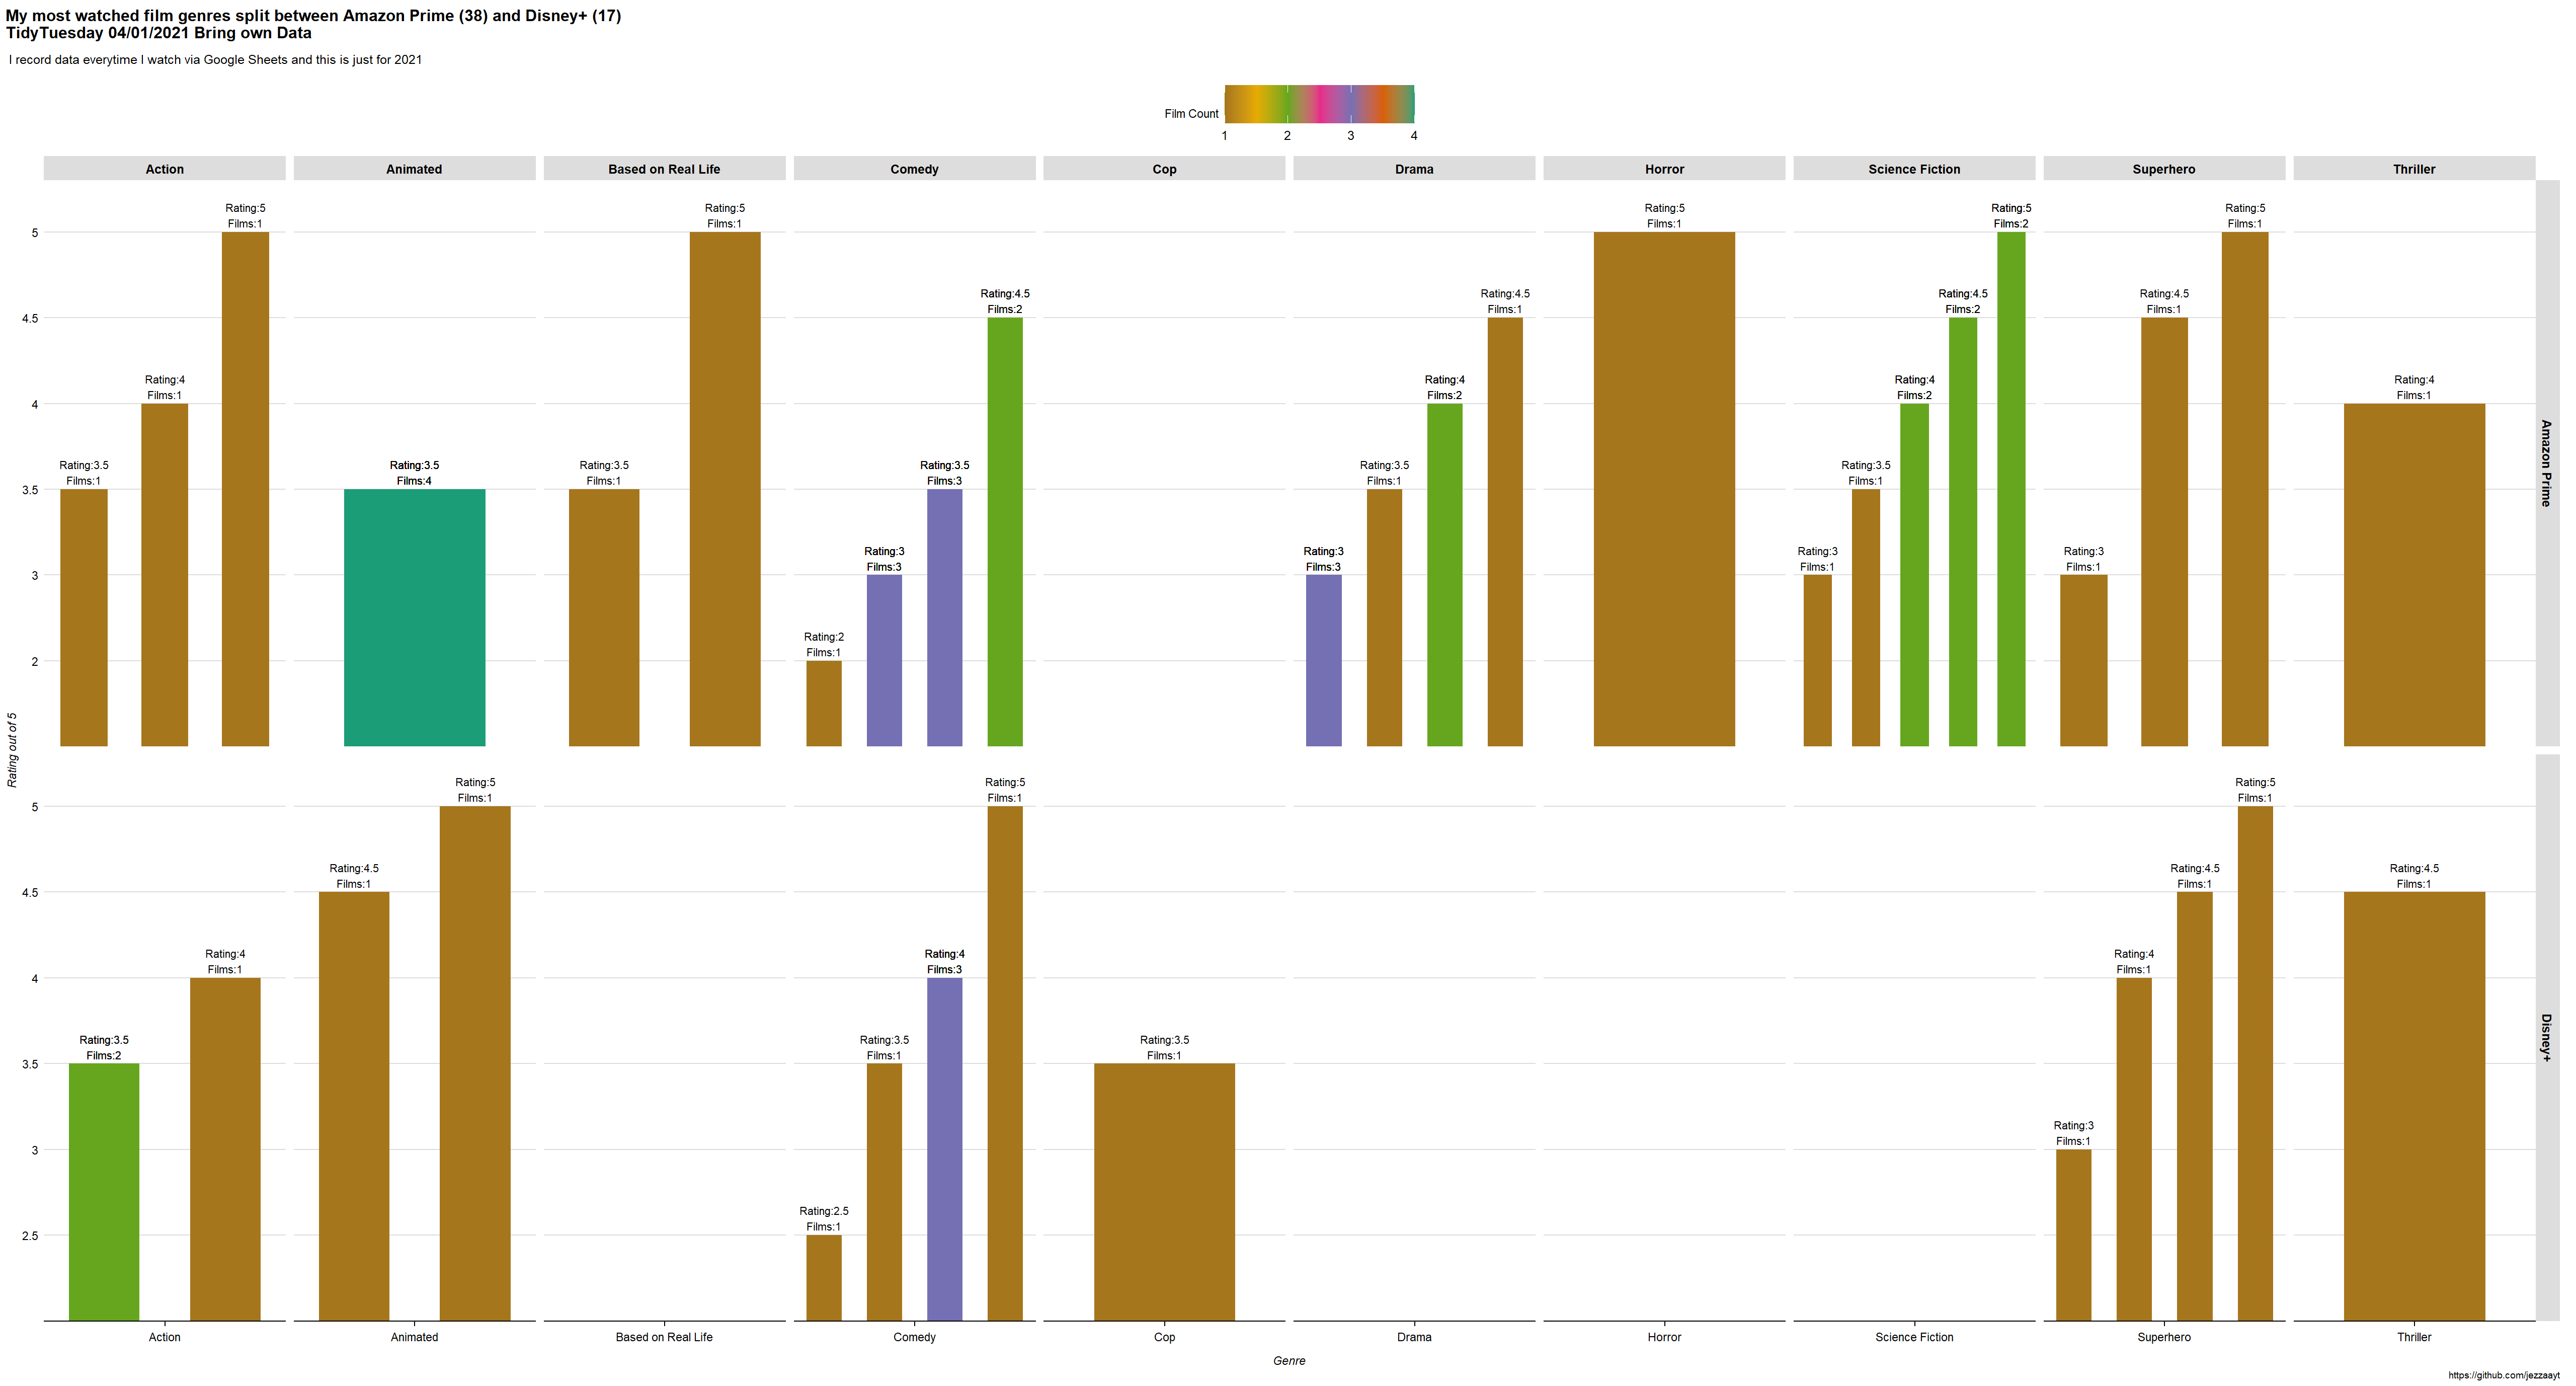 My most watched film genres split between Amazon Prime (38) and Disney+ (17)
TidyTuesday 04/01/2021 Bring own Data
I record data everytime I watch via Google Sheets and this is just for 2021
Film Count
1 2 3 4
Action Animated Based on Real Life Comedy Cop Drama Horror Science Fiction Superhero Thriller
Amazon Prime
Rating out of 5
5
4.5
4
3.5
3
2
Rating:3.5
Films:1
Rating:4
Films:1
Rating:5
Films:1
Rating:3.5
Films:4
Rating:3.5
Films:1
Rating:5
Films:1
Rating:2
Films:1
Rating:3
Films:3
Rating:3.5
Films:3
Rating:4.5
Films:2
Rating:3
Films:3
Rating:3.5
Films:1
Rating:4
Films:2
Rating:4.5
Films:1
Rating:5
Films:1
Rating:3
Films:1
Rating:3.5
Films:1
Rating:4
Films:2
Rating:4.5
Films:2
Rating:5
Films:2
Rating:3
Films:1
Rating:4.5
Films:1
Rating:5
Films:1
Rating:4
Films:1
Disney+
5
4.5
4
3.5
3
2.5
Rating:3.5
Films:2
Rating:4
Films:1
Rating:4.5
Films:1
Rating:5
Films:1
Rating:2.5
Films:1
Rating:3.5
Films:1
Rating:4
Films:3
Rating:5
Films:1
Rating:3.5
Films:1
Rating:3
Films:1
Rating:4
Films:1
Rating:4.5
Films:1
Rating:5
Films:1
Rating:4.5
Films:1
Action Animated Based on Real Life Comedy Cop Drama Horror Science Fiction Superhero Thriller
Genre
https://github.com/jezzaayt